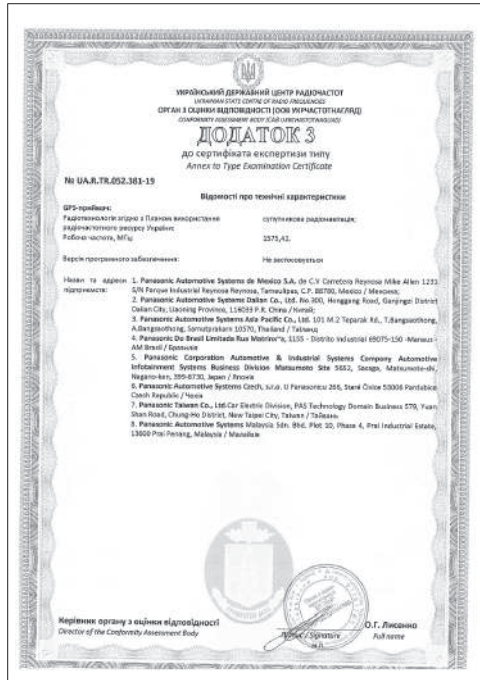 УКРАЇНСЬКИЙ ДЕРЖАВНИЙ ЦЕНТР РАДІОЧАСТОТ
UKRAINIAN STATE CENTRE OF RADIO FREQUENCIES
ОРГАН З ОЦІНКИ ВІДПОВІДНОСТІ (ООВ УКРЧАСТОТНАГЛЯД)
CONFORMITY ASSESSMENT BODY (CAB UCRCHASTOTNAGLIAD)
ДОДАТОК 3
до сертифіката експертизи типу
Annex to Type Examination Certificate
№ UA.R.TR.052.381-19
Відомості про технічні характеристики
GPS-приймач:
Радіотехнологія згідно з Планом використання супутникова радіонавігація;
радіочастотного ресурсу України:
Робоча частота, МГц: 1575,42.
Версія програмного забезпечення: Не застосовується
Назви та адреси 1. Panasonic Automotive Systems de Mexico S.A. de C.V Carretera Reynosa Mike Allen 1231
підприємств: S/N Parque Industrial Reynosa Reynosa, Tamaulipas, C.P. 88780, Mexico / Мексика;
2. Panasonic Automotive Systems Dalian Co., Ltd. No.300, Honggang Road, Ganjingzi District
Dalian City, Liaoning Province, 116033 P.R. China / Китай;
3. Panasonic Automotive Systems Asia Pacific Co., Ltd. 101 M.2 Teparak Rd., T.Bangsaothong,
A.Bangsaothong, Samutprakarn 10570, Thailand / Таїланд
4. Panasonic Do Brasil Limitada Rua 1155 - Distrito Industrial 69075-150 -Manaus -
AM Brasil / Бразилія
5. Panasonic Corporation Automotive & Industrial Systems Company Automotive
Infotainment Systems Business Division Matsumoto Site 5652, Sasaga, Matsumoto-shi,
Nagano-ken, 399-8730, Japan / Японія
6. Panasonic Automotive Systems Czech, s.r.o. U Panasonicu 266, Staré Čívice 53006 Pardubice
Czech Republic / Чехія
7. Panasonic Taiwan Co., Ltd.Car Electric Division, PAS Technology Domain Business 579, Yuan
Shan Road, Chung-Ho District, New Taipei City, Taiwan / Тайвань
8. Panasonic Automotive Systems Malaysia Sdn. Bhd. Plot 10, Phase 4, Prai Industrial Estate,
13600 Prai Penang, Malaysia / Малайзія
Керівник органу з оцінки відповідності О.Г. Лисенко
Director of the Conformity Assessment Body Підпис / Signature Full name
М.П.